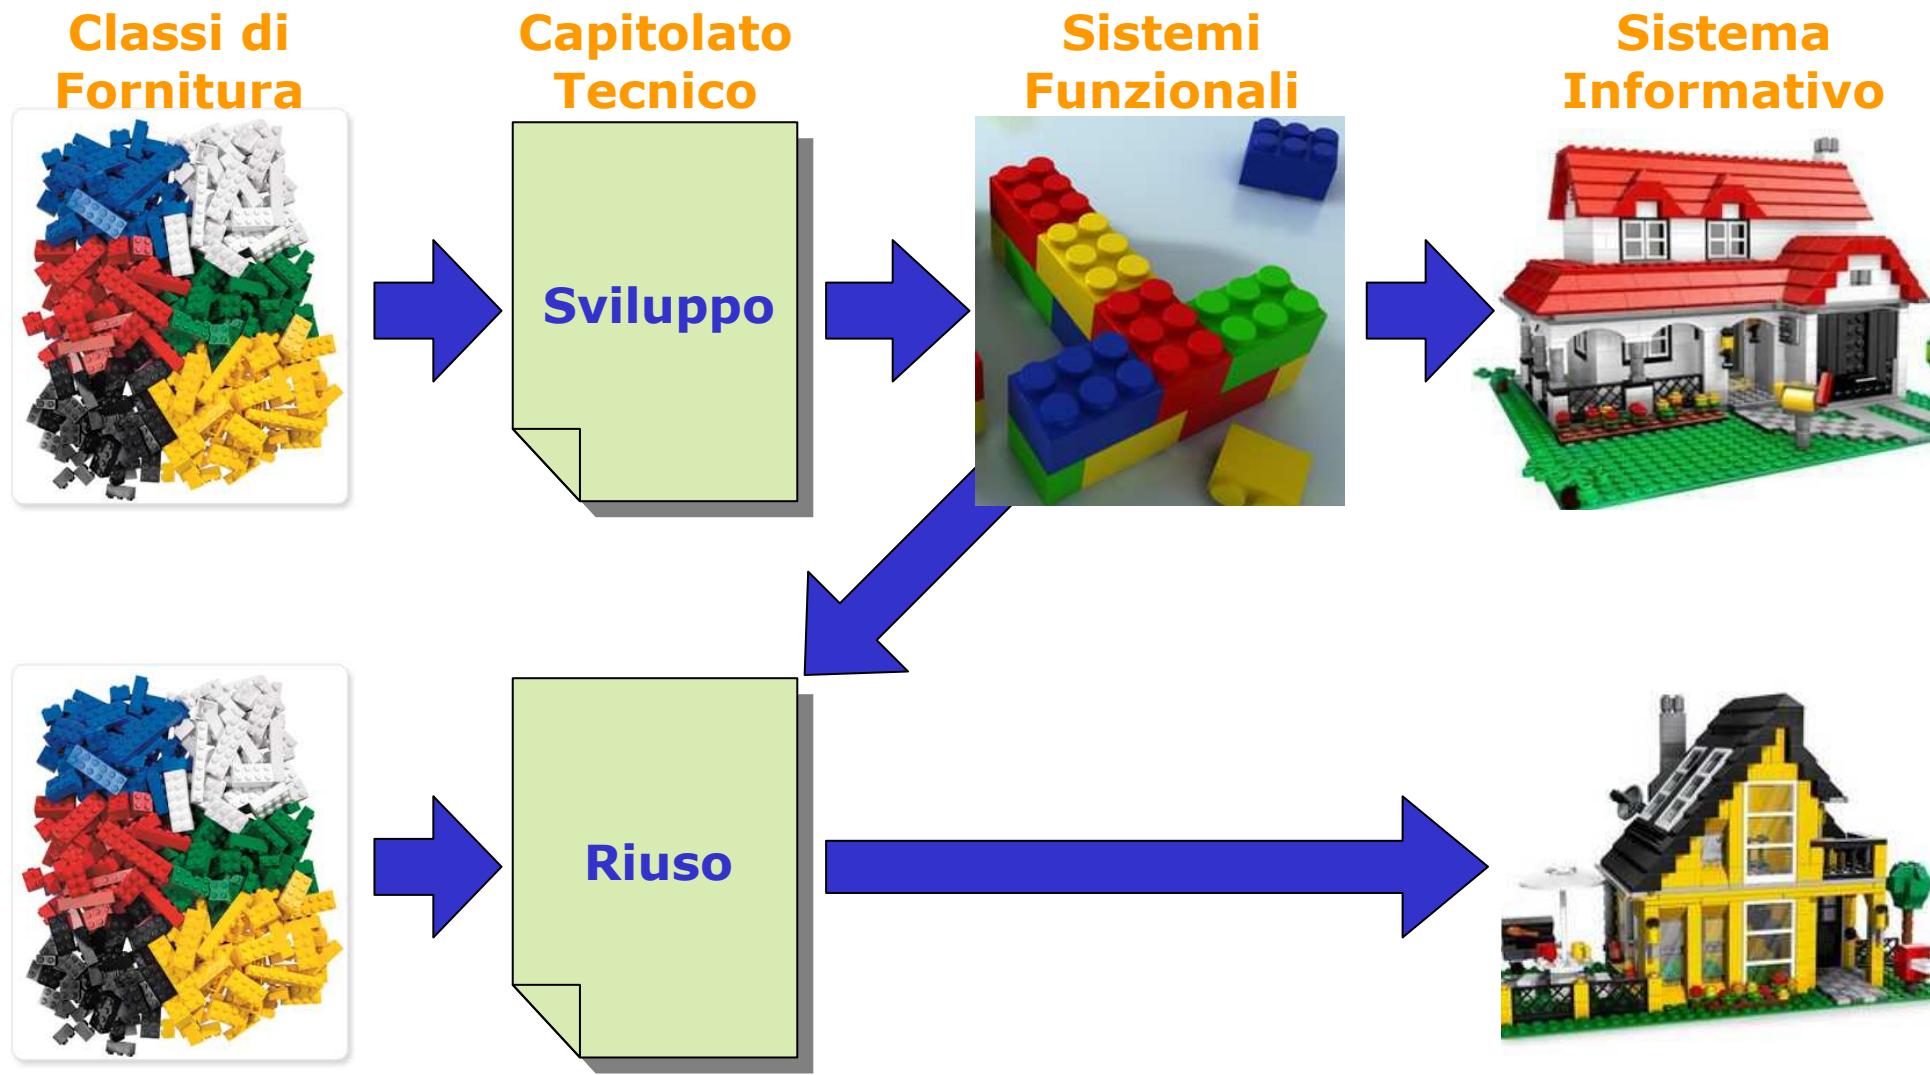 Classi di
Fornitura
Capitolato
Tecnico
Sistemi
Funzionali
Sistema
Informativo
Sviluppo
Riuso